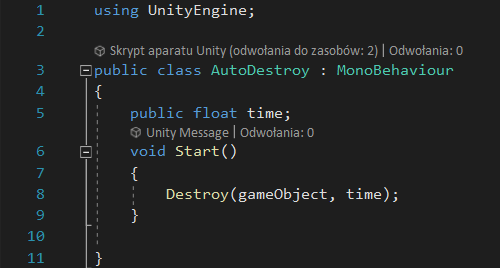 1 using UnityEngine;
2
Skrypt aparatu Unity (odwołania do zasobów: 2) | Odwołania: 0
3 public class AutoDestroy : MonoBehaviour
4 {
5 public float time;
Unity Message | Odwołania: 0
6 void Start()
7 {
8 Destroy(gameObject, time);
9 }
10
11 }